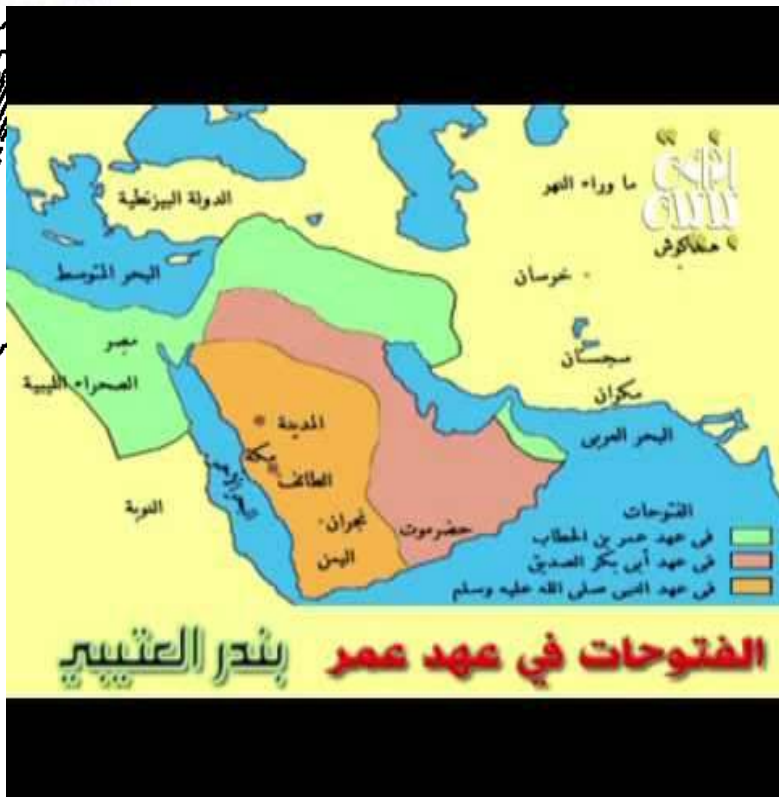 ما وراء النهر
هندكوش
الدولة البيزنطية
البحر المتوسط
خرسان
مصر
سجستان
الصحراء الليبية
مكران
المدينة
البحر العربي
مكة
الطائف
النوبة
نجران
حضرموت
اليمن
الفتوحات
في عهد عمر بن الخطاب
في عهد أبي بكر الصديق
في عهد النبي صلى الله عليه وسلم
الفتوحات في عهد عمر بندر العتيبي